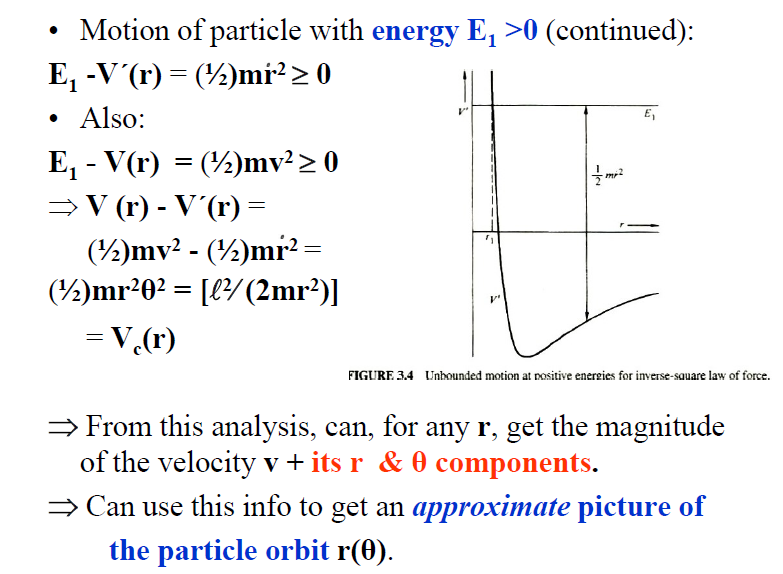 • Motion of particle with energy E₁ >0 (continued):
E₁ -V´(r) = (½)mṙ² ≥ 0
• Also:
E₁ - V(r) = (½)mv² ≥ 0
⇒ V (r) - V´(r) =
(½)mv² - (½)mṙ² =
(½)mr²θ̇² = [ℓ²/(2mr²)]
= V꜀(r)
V'
E₁
½ mṙ²
r
r₁
V'
FIGURE 3.4 Unbounded motion at positive energies for inverse-square law of force.
⇒ From this analysis, can, for any r, get the magnitude
of the velocity v + its r & θ components.
⇒ Can use this info to get an approximate picture of
the particle orbit r(θ).